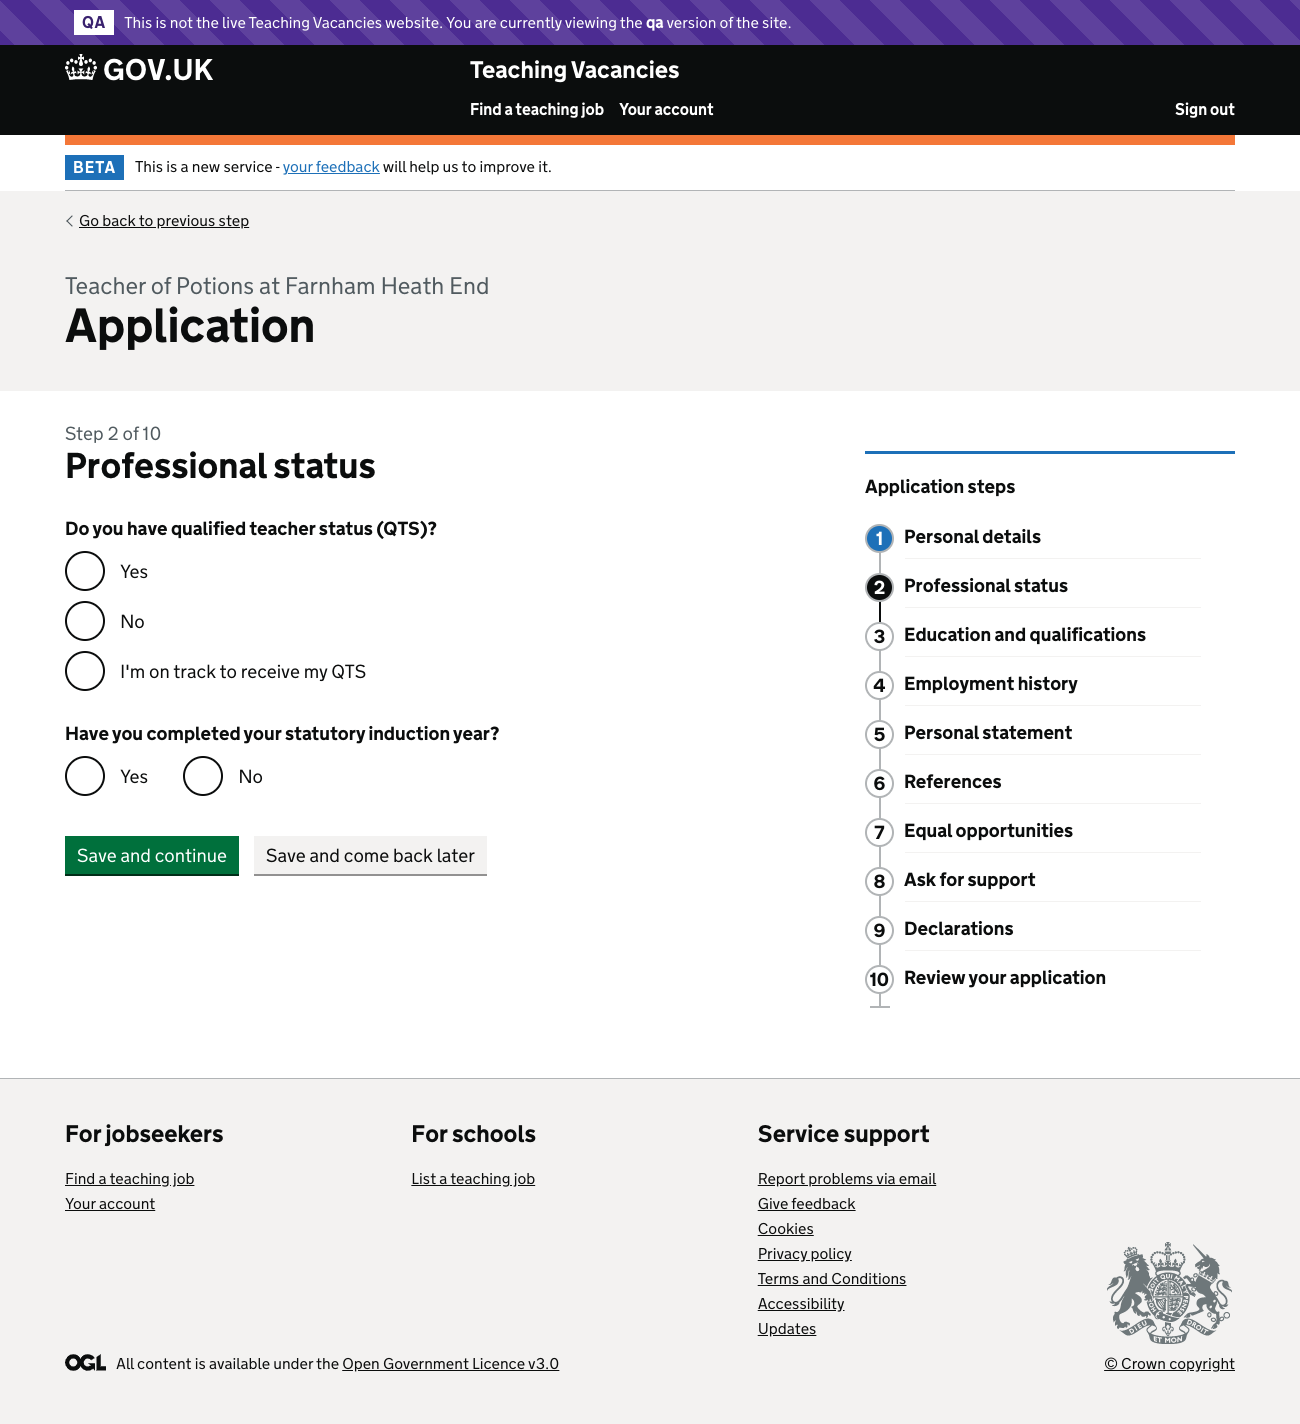 QA This is not the live Teaching Vacancies website. You are currently viewing the qa version of the site.
GOV.UK Teaching Vacancies
Find a teaching job Your account Sign out
BETA This is a new service - your feedback will help us to improve it.
Go back to previous step
Teacher of Potions at Farnham Heath End
Application
Step 2 of 10
Professional status
Do you have qualified teacher status (QTS)?
Yes
No
I'm on track to receive my QTS
Have you completed your statutory induction year?
Yes No
Save and continue Save and come back later
Application steps
1 Personal details
2 Professional status
3 Education and qualifications
4 Employment history
5 Personal statement
6 References
7 Equal opportunities
8 Ask for support
9 Declarations
10 Review your application
For jobseekers
Find a teaching job
Your account
For schools
List a teaching job
Service support
Report problems via email
Give feedback
Cookies
Privacy policy
Terms and Conditions
Accessibility
Updates
OGL All content is available under the Open Government Licence v3.0
DIEU ET MON DROIT
© Crown copyright